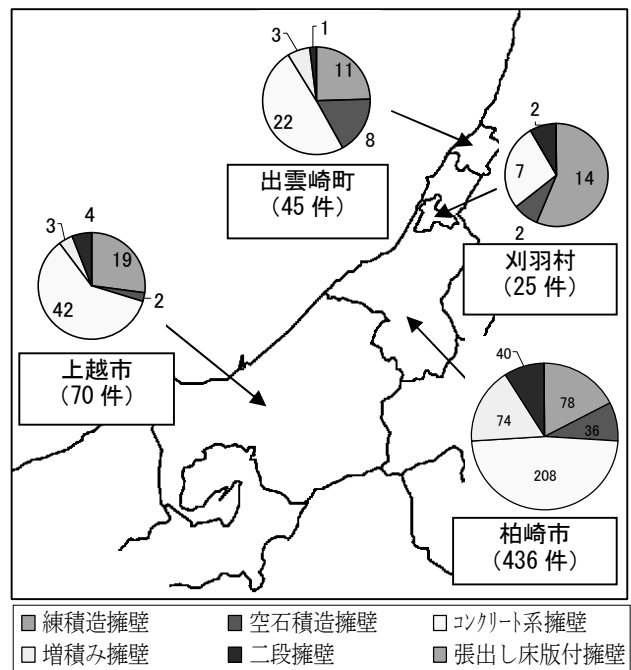 1
3
11
22
8
出雲崎町
(45 件)
2
7
14
2
刈羽村
(25 件)
4
3
19
42
2
上越市
(70 件)
40
78
74
36
208
柏崎市
(436 件)
練積造擁壁
空石積造擁壁
コンクリート系擁壁
増積み擁壁
二段擁壁
張出し床版付擁壁